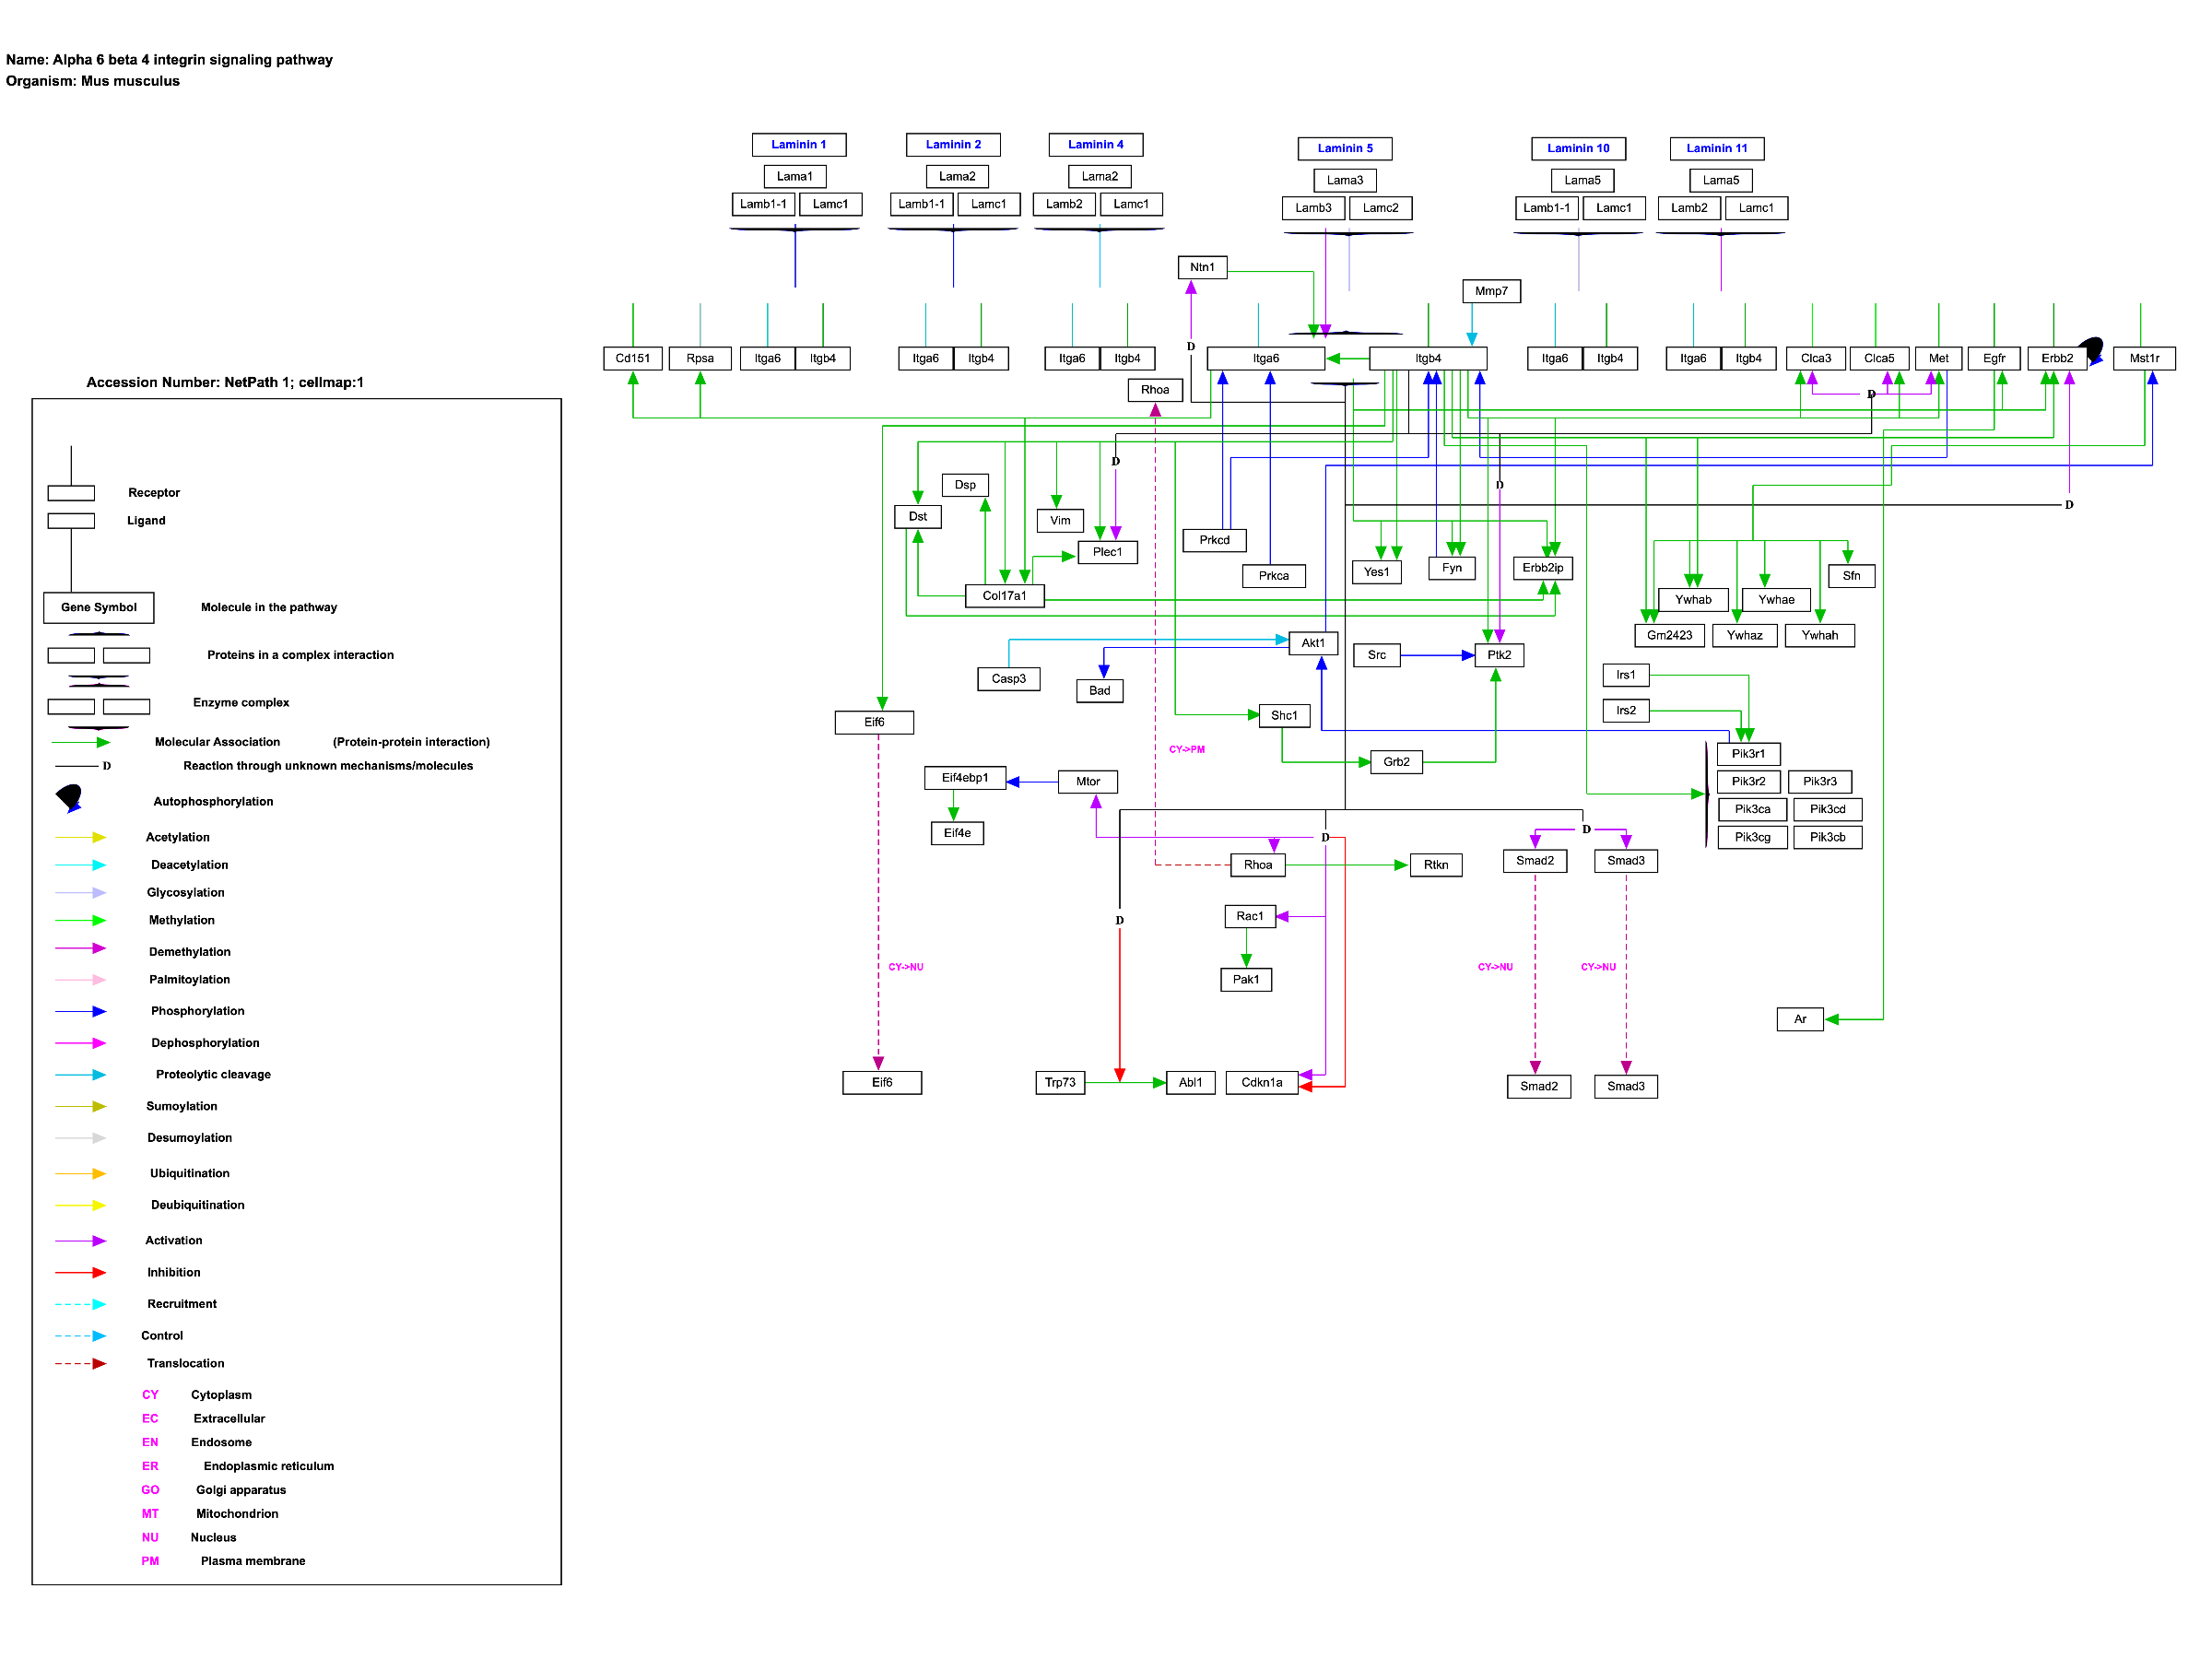 Name: Alpha 6 beta 4 integrin signaling pathway
Organism: Mus musculus
Laminin 1
Laminin 2
Laminin 4
Laminin 5
Laminin 10
Laminin 11
Lama1
Lama2
Lama2
Lama3
Lama5
Lama5
Lamb1-1
Lamc1
Lamb1-1
Lamc1
Lamb2
Lamc1
Lamb3
Lamc2
Lamb1-1
Lamc1
Lamb2
Lamc1
Ntn1
Mmp7
D
Cd151
Rpsa
Itga6
Itgb4
Itga6
Itgb4
Itga6
Itgb4
Itga6
Itgb4
Itga6
Itgb4
Itga6
Itgb4
Clca3
Clca5
Met
Egfr
Erbb2
Mst1r
Rhoa
D
D
Dsp
D
D
Dst
Vim
Plec1
Prkcd
Prkca
Yes1
Fyn
Erbb2ip
Sfn
Col17a1
Ywhab
Ywhae
Gm2423
Ywhaz
Ywhah
Akt1
Src
Ptk2
Casp3
Bad
Irs1
Irs2
Eif6
Shc1
CY->PM
Grb2
Pik3r1
Pik3r2
Pik3r3
Pik3ca
Pik3cd
Pik3cg
Pik3cb
Eif4ebp1
Mtor
Eif4e
D
D
Rhoa
Rtkn
Smad2
Smad3
D
Rac1
Pak1
CY->NU
CY->NU
CY->NU
Ar
Eif6
Trp73
Abl1
Cdkn1a
Smad2
Smad3
Accession Number: NetPath 1; cellmap:1
Receptor
Ligand
Gene Symbol
Molecule in the pathway
Proteins in a complex interaction
Enzyme complex
Molecular Association (Protein-protein interaction)
D Reaction through unknown mechanisms/molecules
Autophosphorylation
Acetylation
Deacetylation
Glycosylation
Methylation
Demethylation
Palmitoylation
Phosphorylation
Dephosphorylation
Proteolytic cleavage
Sumoylation
Desumoylation
Ubiquitination
Deubiquitination
Activation
Inhibition
Recruitment
Control
Translocation
CY Cytoplasm
EC Extracellular
EN Endosome
ER Endoplasmic reticulum
GO Golgi apparatus
MT Mitochondrion
NU Nucleus
PM Plasma membrane